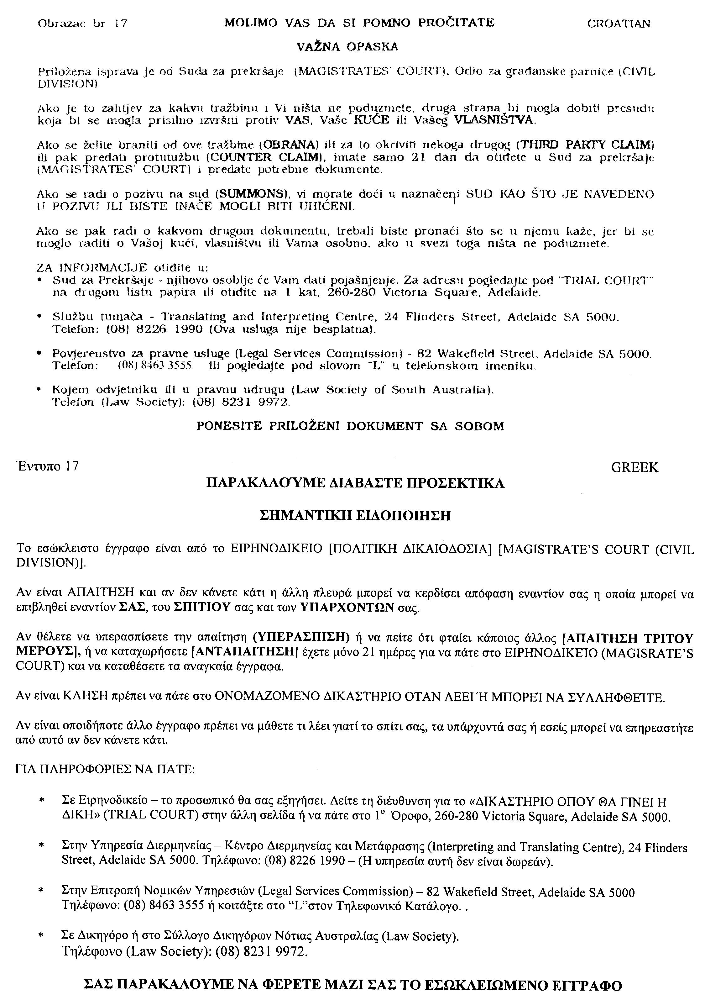 Obrazac br 17 MOLIMO VAS DA SI POMNO PROČITATE CROATIAN
VAŽNA OPASKA
Priložena isprava je od Suda za prekršaje (MAGISTRATES' COURT), Odio za građanske parnice (CIVIL
DIVISION).
Ako je to zahtjev za kakvu tražbinu i Vi ništa ne poduzmete, druga strana bi mogla dobiti presudu
koja bi se mogla prisilno izvršiti protiv VAS, Vaše KUĆE ili Vašeg VLASNIŠTVA.
Ako se želite braniti od ove tražbine (OBRANA) ili za to okriviti nekoga drugog (THIRD PARTY CLAIM)
ili pak predati protutužbu (COUNTER CLAIM), imate samo 21 dan da otiđete u Sud za prekršaje
(MAGISTRATES' COURT) i predate potrebne dokumente.
Ako se radi o pozivu na sud (SUMMONS), vi morate doći u naznačeni SUD KAO ŠTO JE NAVEDENO
U POZIVU ILI BISTE INAČE MOGLI BITI UHIĆENI.
Ako se pak radi o kakvom drugom dokumentu, trebali biste pronaći što se u njemu kaže, jer bi se
moglo raditi o Vašoj kući, vlasništvu ili Vama osobno, ako u svezi toga ništa ne poduzmete.
ZA INFORMACIJE otiđite u:
• Sud za Prekršaje - njihovo osoblje će Vam dati pojašnjenje. Za adresu pogledajte pod "TRIAL COURT"
na drugom listu papira ili otiđite na 1 kat, 260-280 Victoria Square, Adelaide.
• Službu tumača - Translating and Interpreting Centre, 24 Flinders Street, Adelaide SA 5000.
Telefon: (08) 8226 1990 (Ova usluga nije besplatna).
• Povjerenstvo za pravne usluge (Legal Services Commission) - 82 Wakefield Street, Adelaide SA 5000.
Telefon: (08) 8463 3555 ili pogledajte pod slovom "L" u telefonskom imeniku.
• Kojem odvjetniku ili u pravnu udrugu (Law Society of South Australia).
Telefon (Law Society): (08) 8231 9972.
PONESITE PRILOŽENI DOKUMENT SA SOBOM
Έντυπο 17 GREEK
ΠΑΡΑΚΑΛΟΎΜΕ ΔΙΑΒΑΣΤΕ ΠΡΟΣΕΚΤΙΚΑ
ΣΗΜΑΝΤΙΚΗ ΕΙΔΟΠΟΙΗΣΗ
Το εσώκλειστο έγγραφο είναι από το ΕΙΡΗΝΟΔΙΚΕΙΟ [ΠΟΛΙΤΙΚΗ ΔΙΚΑΙΟΔΟΣΙΑ] [MAGISTRATE'S COURT (CIVIL
DIVISION)].
Αν είναι ΑΠΑΙΤΗΣΗ και αν δεν κάνετε κάτι η άλλη πλευρά μπορεί να κερδίσει απόφαση εναντίον σας η οποία μπορεί να
επιβληθεί εναντίον ΣΑΣ, του ΣΠΙΤΙΟΥ σας και των ΥΠΑΡΧΟΝΤΩΝ σας.
Αν θέλετε να υπερασπίσετε την απαίτηση (ΥΠΕΡΑΣΠΙΣΗ) ή να πείτε ότι φταίει κάποιος άλλος [ΑΠΑΙΤΗΣΗ ΤΡΙΤΟΥ
ΜΕΡΟΥΣ], ή να καταχωρήσετε [ΑΝΤΑΠΑΙΤΗΣΗ] έχετε μόνο 21 ημέρες για να πάτε στο ΕΙΡΗΝΟΔΙΚΕΊΟ (MAGISRATE'S
COURT) και να καταθέσετε τα αναγκαία έγγραφα.
Αν είναι ΚΛΗΣΗ πρέπει να πάτε στο ΟΝΟΜΑΖΟΜΕΝΟ ΔΙΚΑΣΤΗΡΙΟ ΟΤΑΝ ΛΕΕΙ Ή ΜΠΟΡΕΊ ΝΑ ΣΥΛΛΗΦΘΕΊΤΕ.
Αν είναι οποιδήποτε άλλο έγγραφο πρέπει να μάθετε τι λέει γιατί το σπίτι σας, τα υπάρχοντά σας ή εσείς μπορεί να επηρεαστήτε
από αυτό αν δεν κάνετε κάτι.
ΓΙΑ ΠΛΗΡΟΦΟΡΙΕΣ ΝΑ ΠΑΤΕ:
* Σε Ειρηνοδικείο – το προσωπικό θα σας εξηγήσει. Δείτε τη διέυθυνση για το «ΔΙΚΑΣΤΗΡΙΟ ΟΠΟΥ ΘΑ ΓΙΝΕΙ Η
ΔΙΚΗ» (TRIAL COURT) στην άλλη σελίδα ή να πάτε στο 1° Όροφο, 260-280 Victoria Square, Adelaide SA 5000.
* Στην Υπηρεσία Διερμηνείας – Κέντρο Διερμηνείας και Μετάφρασης (Interpreting and Translating Centre), 24 Flinders
Street, Adelaide SA 5000. Τηλέφωνο: (08) 8226 1990 – (Η υπηρεσία αυτή δεν είναι δωρεάν).
* Στην Επιτροπή Νομικών Υπηρεσιών (Legal Services Commission) – 82 Wakefield Street, Adelaide SA 5000
Τηλέφωνο: (08) 8463 3555 ή κοιτάξτε στο "L"στον Τηλεφωνικό Κατάλογο. .
* Σε Δικηγόρο ή στο Σύλλογο Δικηγόρων Νότιας Αυστραλίας (Law Society).
Τηλέφωνο (Law Society): (08) 8231 9972.
ΣΑΣ ΠΑΡΑΚΑΛΟΥΜΕ ΝΑ ΦΕΡΕΤΕ ΜΑΖΙ ΣΑΣ ΤΟ ΕΣΩΚΛΕΙΩΜΕΝΟ ΕΓΓΡΑΦΟ